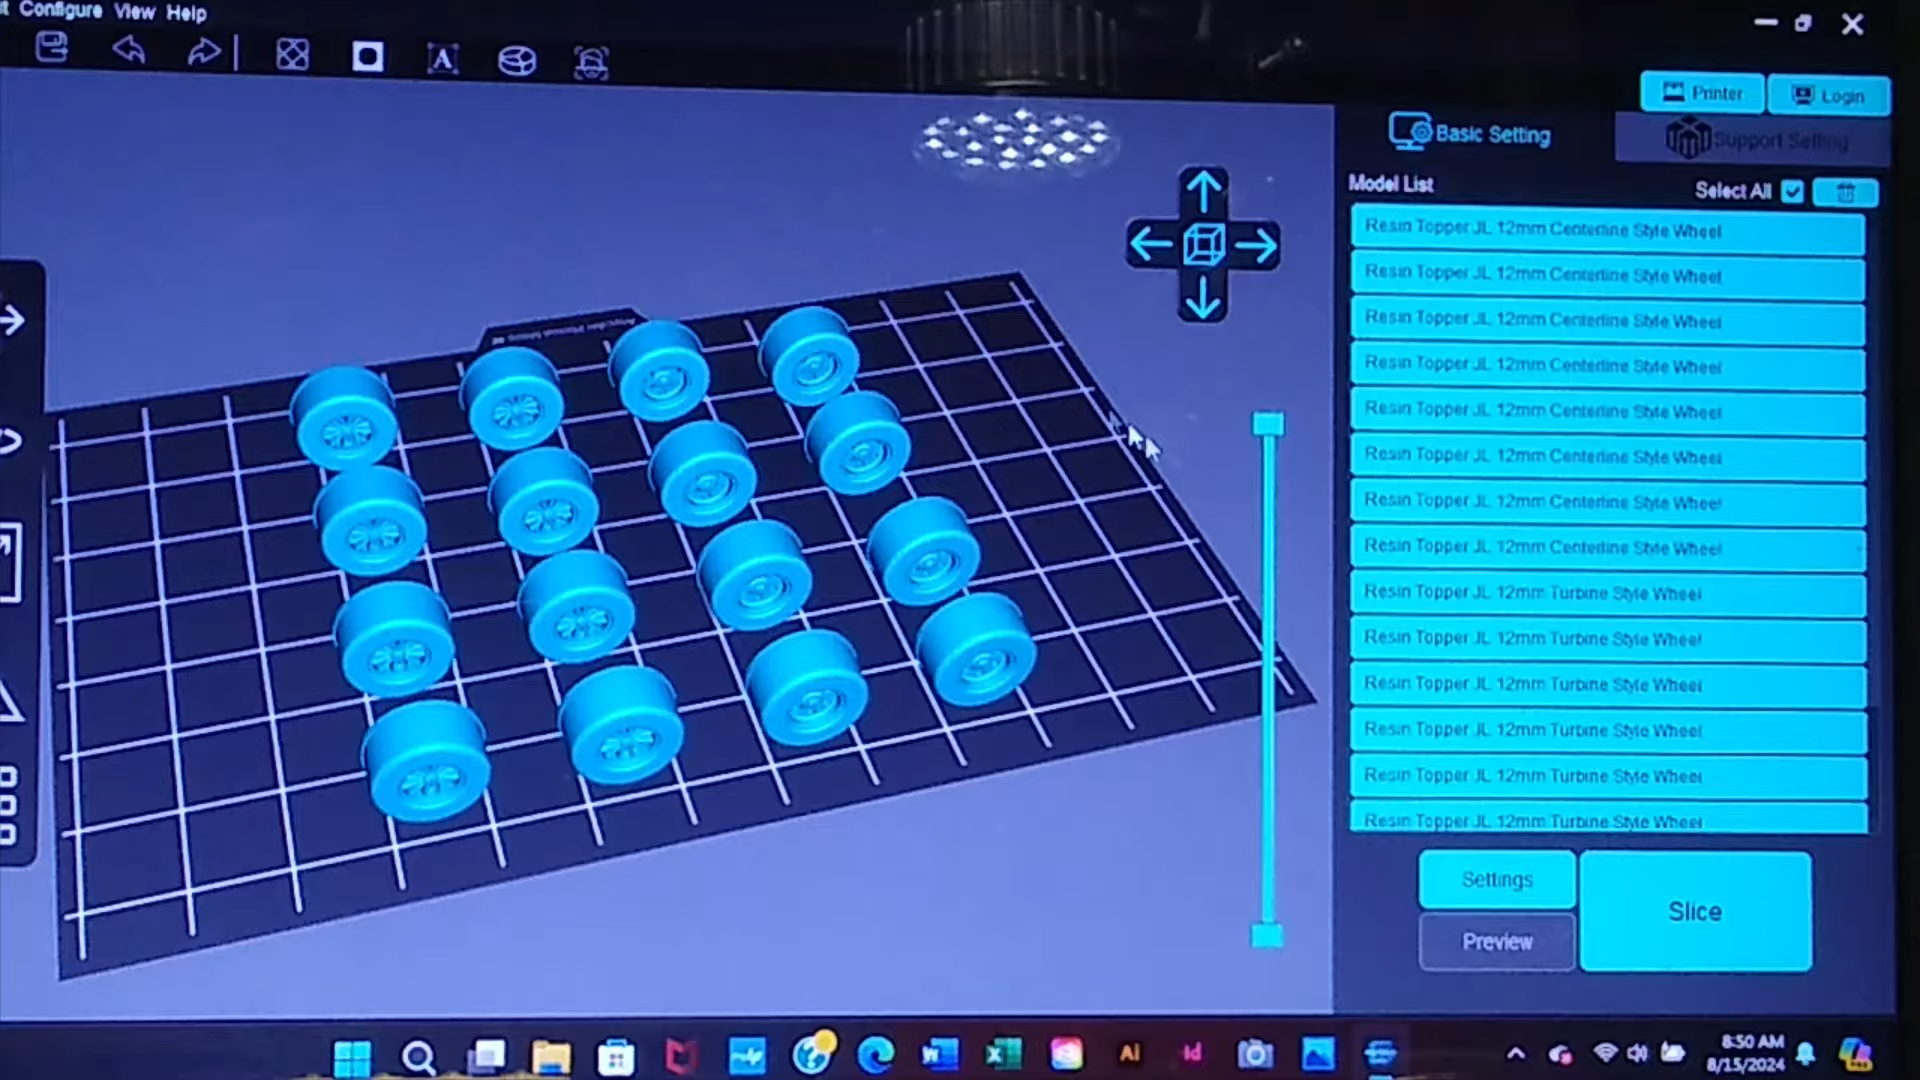 Configure View Help
A
Printer
Login
Basic Setting
Support Setting
Model List
Select All
Resin Topper JL 12mm Centerline Style Wheel
Resin Topper JL 12mm Centerline Style Wheel
Resin Topper JL 12mm Centerline Style Wheel
Resin Topper JL 12mm Centerline Style Wheel
Resin Topper JL 12mm Centerline Style Wheel
Resin Topper JL 12mm Centerline Style Wheel
Resin Topper JL 12mm Centerline Style Wheel
Resin Topper JL 12mm Centerline Style Wheel
Resin Topper JL 12mm Turbine Style Wheel
Resin Topper JL 12mm Turbine Style Wheel
Resin Topper JL 12mm Turbine Style Wheel
Resin Topper JL 12mm Turbine Style Wheel
Resin Topper JL 12mm Turbine Style Wheel
Resin Topper JL 12mm Turbine Style Wheel
Settings
Slice
Preview
W
X
Ai
Id
8:50 AM
8/15/2024